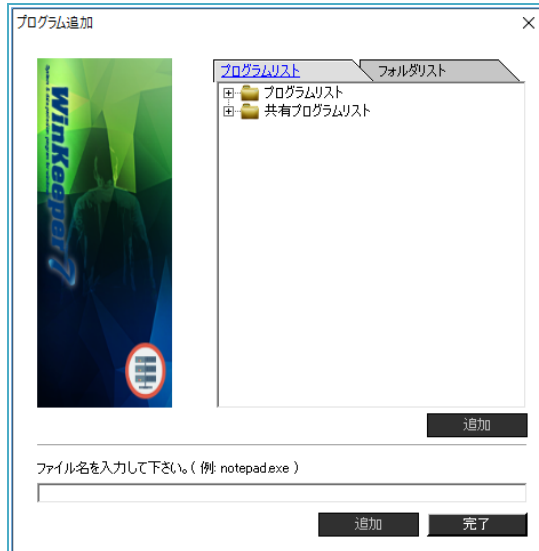 プログラム追加
WinKeeper 7
プログラムリスト
フォルダリスト
プログラムリスト
共有プログラムリスト
追加
ファイル名を入力して下さい。( 例: notepad.exe )
追加
完了